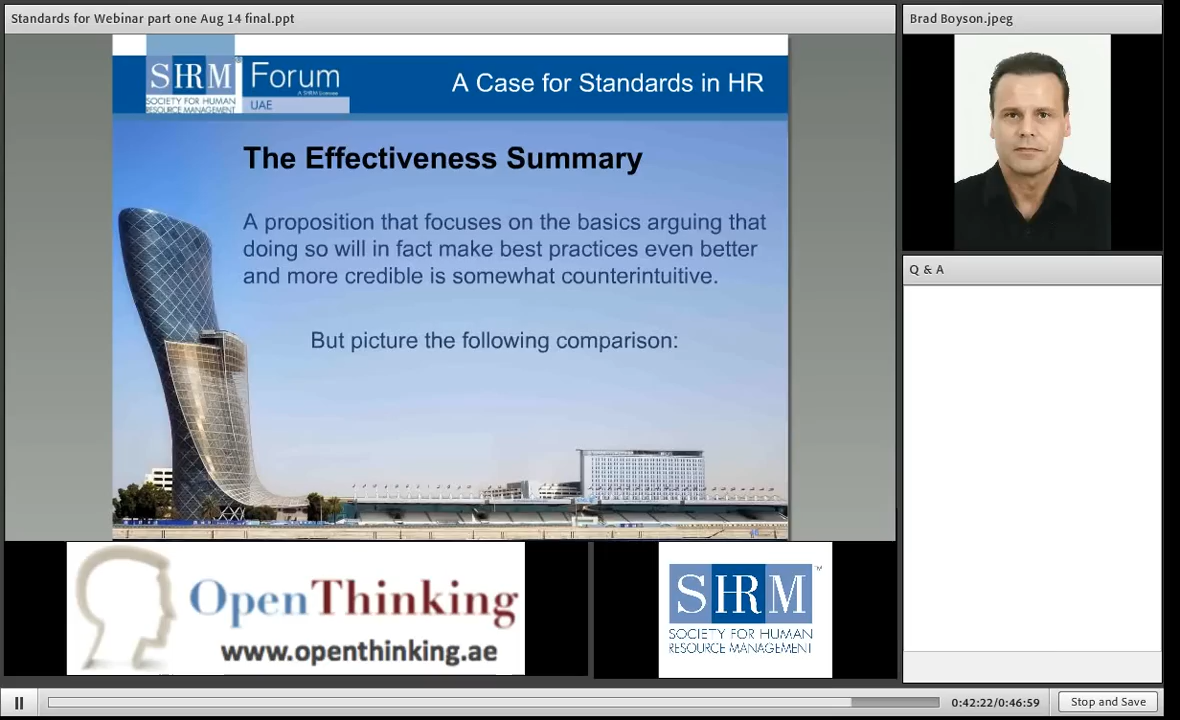 Standards for Webinar part one Aug 14 final.ppt
Brad Boyson.jpeg
SHRM
SOCIETY FOR HUMAN
RESOURCE MANAGEMENT
Forum
A SHRM Licensee
UAE
A Case for Standards in HR
The Effectiveness Summary
A proposition that focuses on the basics arguing that
doing so will in fact make best practices even better
and more credible is somewhat counterintuitive.
But picture the following comparison:
Q & A
OpenThinking
www.openthinking.ae
SHRM™
SOCIETY FOR HUMAN
RESOURCE MANAGEMENT
0:42:22/0:46:59
Stop and Save